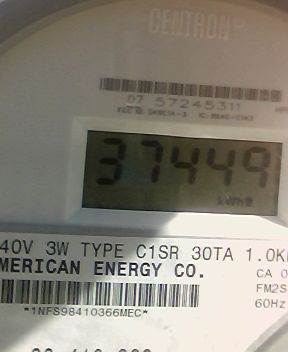 CENTRON®
07 57245311
37449
kWh
40V 3W TYPE C1SR 30TA 1.0K
MERICAN ENERGY CO.
CA 0
FM2S
60Hz
*1NFS98410366MEC*